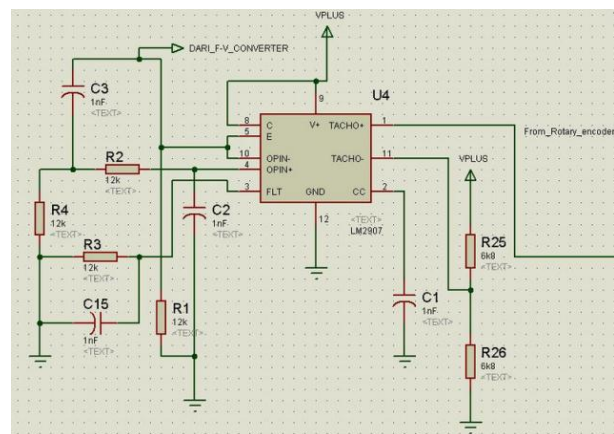 VPLUS
DARI_F-V_CONVERTER
C3
1nF
<TEXT>
U4
9
8 C V+ TACHO+ 1
5 E
10 OPIN- TACHO- 11
4 OPIN+
3 FLT GND CC 2
12
<TEXT>
LM2907
From_Rotary_encoder
VPLUS
R2
12k
<TEXT>
R4
12k
<TEXT>
C2
1nF
<TEXT>
R3
12k
<TEXT>
R25
6k8
<TEXT>
C15
1nF
<TEXT>
R1
12k
<TEXT>
C1
1nF
<TEXT>
R26
6k8
<TEXT>